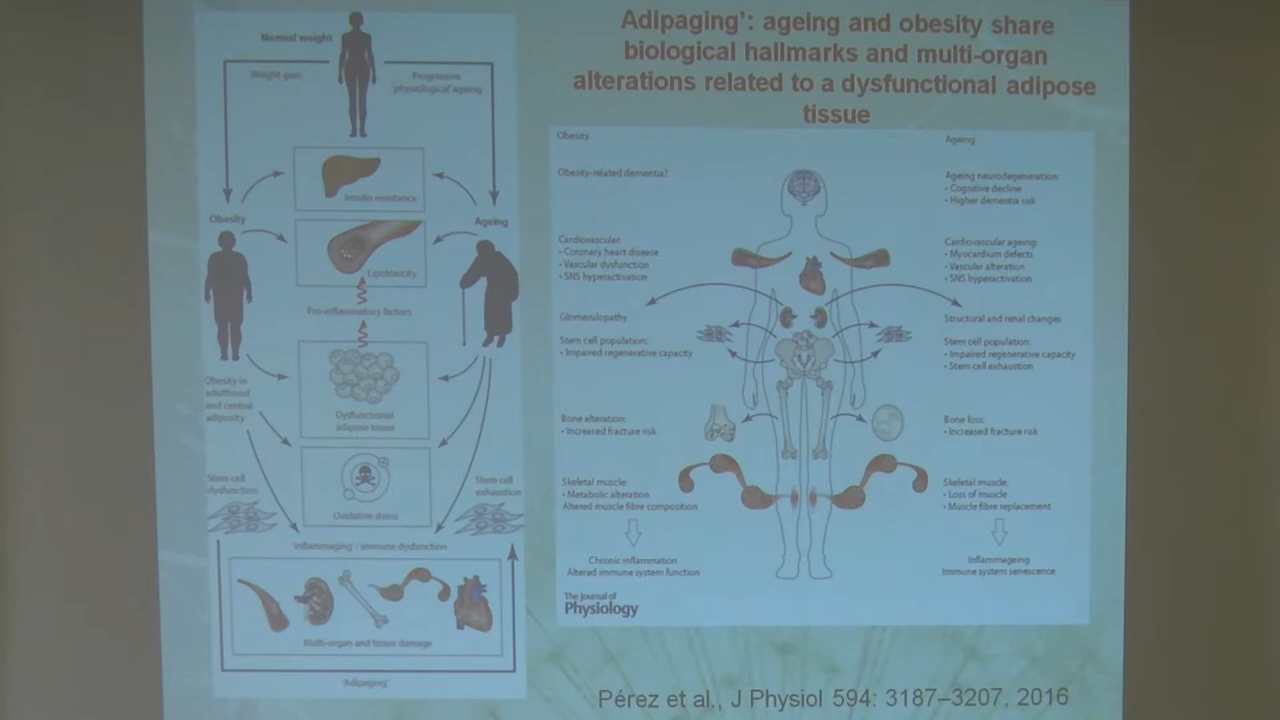 Adipaging’: ageing and obesity share
biological hallmarks and multi-organ
alterations related to a dysfunctional adipose
tissue
Normal weight
Weight gain
Progressive
'physiological' ageing
Insulin resistance
Obesity
Ageing
Lipotoxicity
Pro-inflammatory factors
Obesity in
adulthood
and central
adiposity
Dysfunctional
adipose tissue
Stem cell
dysfunction
Stem cell
exhaustion
Oxidative stress
'Inflammaging'/ immune dysfunction
Multi-organ and tissue damage
'Adipaging'
Obesity
Ageing
Obesity-related dementia?
Ageing neurodegeneration:
• Cognitive decline
• Higher dementia risk
Cardiovascular:
• Coronary heart disease
• Vascular dysfunction
• SNS hyperactivation
Cardiovascular ageing:
• Myocardium defects
• Vascular alteration
• SNS hyperactivation
Glomerulopathy
Structural and renal changes
Stem cell population:
• Impaired regenerative capacity
Stem cell population:
• Impaired regenerative capacity
• Stem cell exhaustion
Bone alteration:
• Increased fracture risk
Bone loss:
• Increased fracture risk
Skeletal muscle:
• Metabolic alteration
Altered muscle fibre composition
Skeletal muscle:
• Loss of muscle
• Muscle fibre replacement
Chronic inflammation
Altered immune system function
Inflammageing
Immune system senescence
The Journal of
Physiology
Pérez et al., J Physiol 594: 3187–3207, 2016